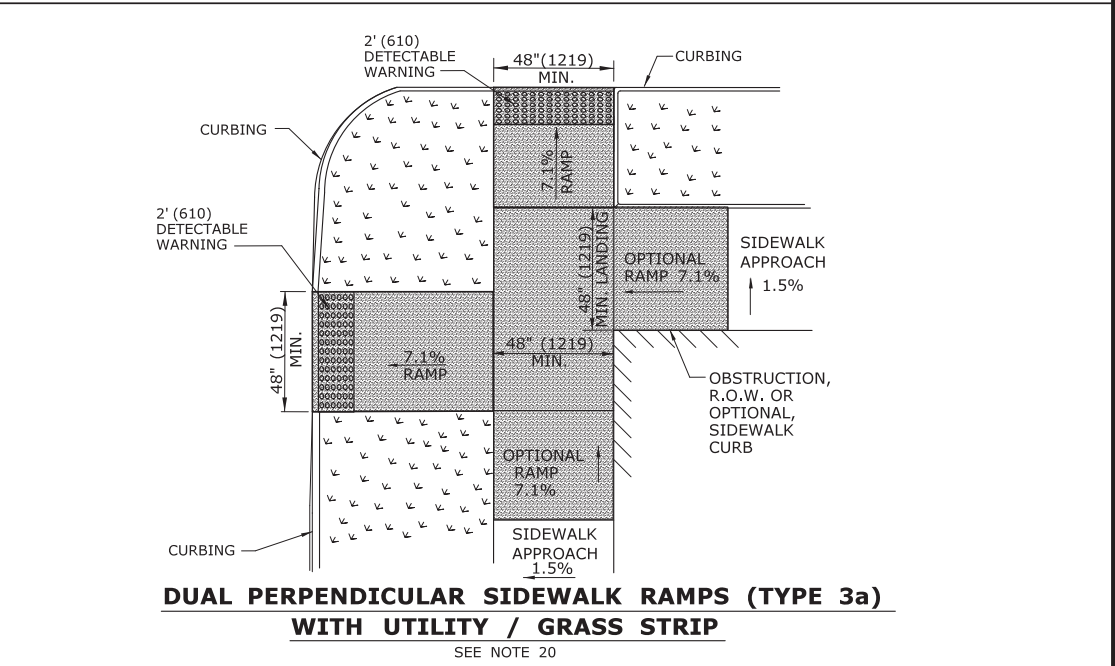 2' (610)
DETECTABLE
WARNING
48"(1219)
MIN.
CURBING
CURBING
7.1%
RAMP
2' (610)
DETECTABLE
WARNING
48" (1219)
MIN. LANDING
OPTIONAL
RAMP 7.1%
SIDEWALK
APPROACH
1.5%
48" (1219)
MIN.
7.1%
RAMP
48" (1219)
MIN.
OBSTRUCTION,
R.O.W. OR
OPTIONAL,
SIDEWALK
CURB
OPTIONAL
RAMP
7.1%
CURBING
SIDEWALK
APPROACH
1.5%
DUAL PERPENDICULAR SIDEWALK RAMPS (TYPE 3a)
WITH UTILITY / GRASS STRIP
SEE NOTE 20